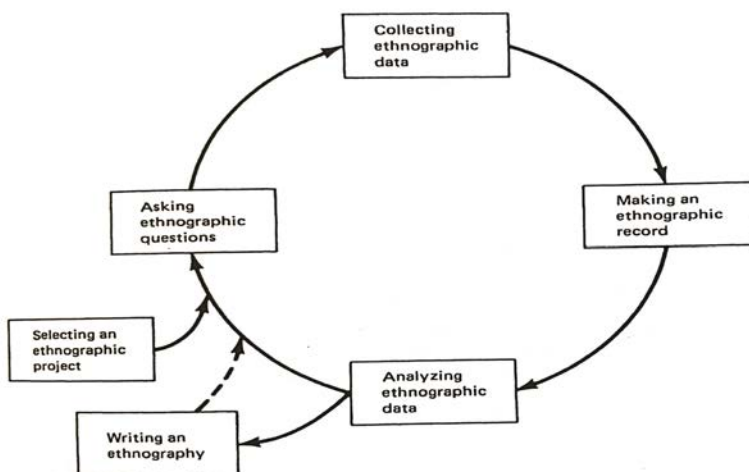 Collecting
ethnographic
data
Asking
ethnographic
questions
Making an
ethnographic
record
Selecting an
ethnographic
project
Analyzing
ethnographic
data
Writing an
ethnography